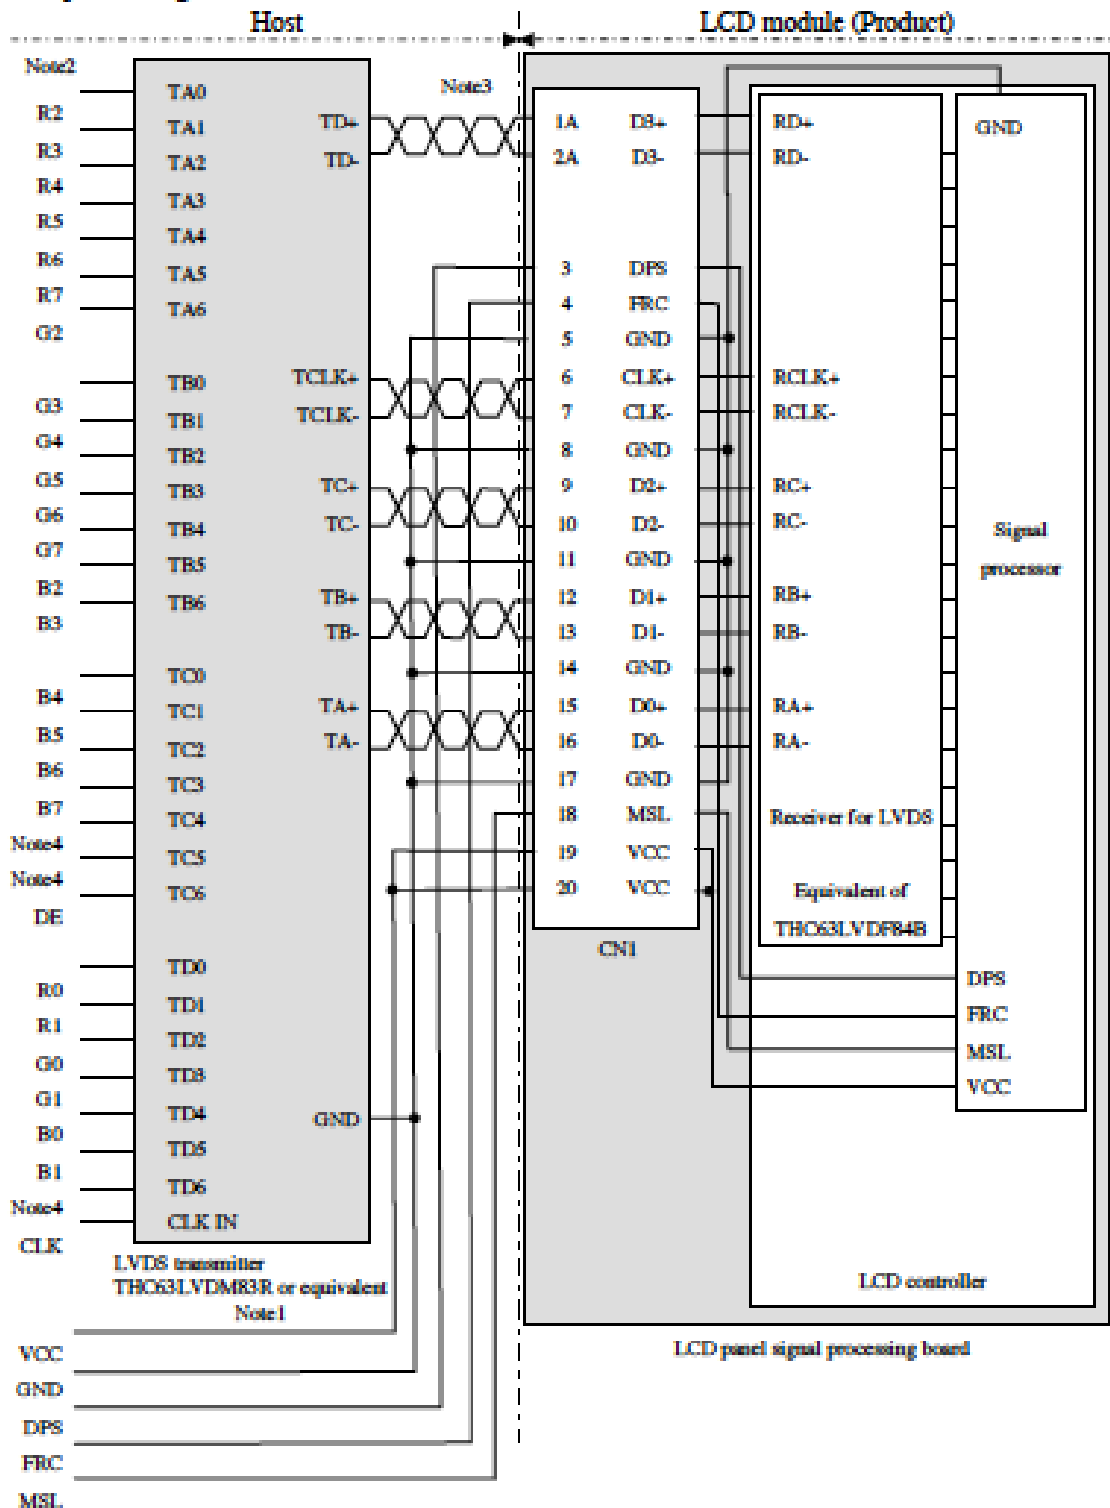 Host
LCD module (Product)
Note2
R2
R3
R4
R5
R6
R7
G2
G3
G4
G5
G6
G7
B2
B3
B4
B5
B6
B7
Note4
Note4
DE
R0
R1
G0
G1
B0
B1
Note4
CLK
TA0
TA1
TA2
TA3
TA4
TA5
TA6
TB0
TB1
TB2
TB3
TB4
TB5
TB6
TC0
TC1
TC2
TC3
TC4
TC5
TC6
TD0
TD1
TD2
TD3
TD4
TD5
TD6
CLK IN
TD+
TD-
TCLK+
TCLK-
TC+
TC-
TB+
TB-
TA+
TA-
GND
LVDS transmitter
THC63LVDM83R or equivalent
Note1
VCC
GND
DPS
FRC
MSL
Note3
1A D3+
2A D3-
3 DPS
4 FRC
5 GND
6 CLK+
7 CLK-
8 GND
9 D2+
10 D2-
11 GND
12 D1+
13 D1-
14 GND
15 D0+
16 D0-
17 GND
18 MSL
19 VCC
20 VCC
CN1
RD+
RD-
RCLK+
RCLK-
RC+
RC-
RB+
RB-
RA+
RA-
Receiver for LVDS
Equivalent of
THC63LVDF84B
GND
Signal
processor
DPS
FRC
MSL
VCC
LCD controller
LCD panel signal processing board